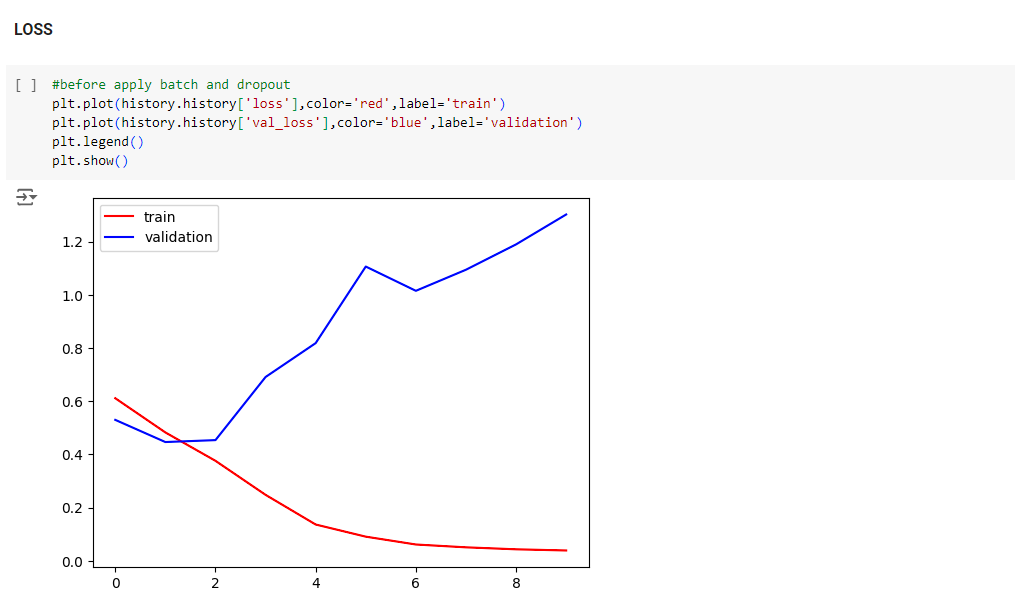 LOSS
[ ] #before apply batch and dropout
plt.plot(history.history['loss'],color='red',label='train')
plt.plot(history.history['val_loss'],color='blue',label='validation')
plt.legend()
plt.show()
train
validation
1.2
1.0
0.8
0.6
0.4
0.2
0.0
0 2 4 6 8